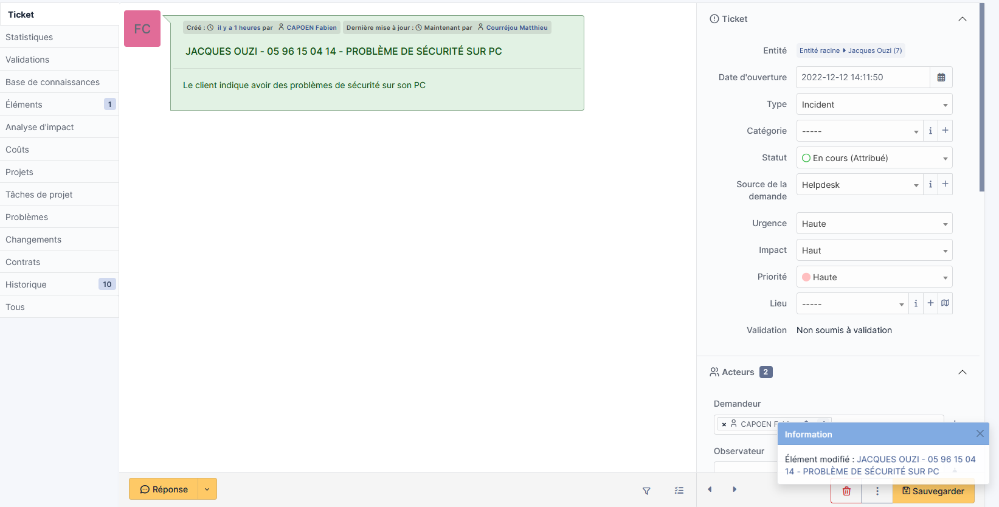 Ticket
Statistiques
Validations
Base de connaissances
Éléments 1
Analyse d'impact
Coûts
Projets
Tâches de projet
Problèmes
Changements
Contrats
Historique 10
Tous
FC
Créé : il y a 1 heures par CAPOEN Fabien Dernière mise à jour : Maintenant par Courréjou Matthieu
JACQUES OUZI - 05 96 15 04 14 - PROBLÈME DE SÉCURITÉ SUR PC
Le client indique avoir des problèmes de sécurité sur son PC
Réponse
Ticket
Entité Entité racine Jacques Ouzi (7)
Date d'ouverture 2022-12-12 14:11:50
Type Incident
Catégorie -----
Statut En cours (Attribué)
Source de la
demande
Helpdesk
Urgence Haute
Impact Haut
Priorité Haute
Lieu -----
Validation Non soumis à validation
Acteurs 2
Demandeur
× CAPOEN
Observateur
Information
Élément modifié : JACQUES OUZI - 05 96 15 04
14 - PROBLÈME DE SÉCURITÉ SUR PC
Sauvegarder